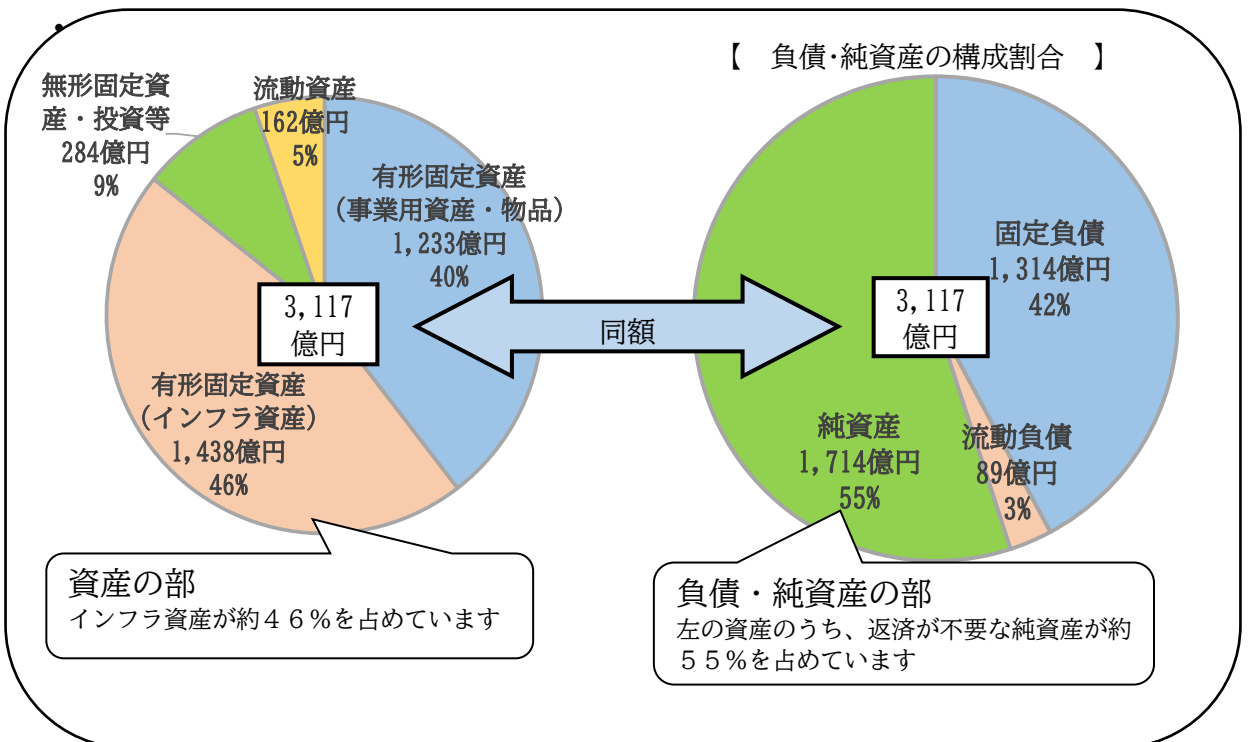 無形固定資
産・投資等
284億円
9%
流動資産
162億円
5%
有形固定資産
(事業用資産・物品)
1,233億円
40%
3,117
億円
有形固定資産
(インフラ資産)
1,438億円
46%
資産の部
インフラ資産が約46%を占めています
同額
【 負債・純資産の構成割合 】
固定負債
1,314億円
42%
3,117
億円
純資産
1,714億円
55%
流動負債
89億円
3%
負債・純資産の部
左の資産のうち、返済が不要な純資産が約
55%を占めています